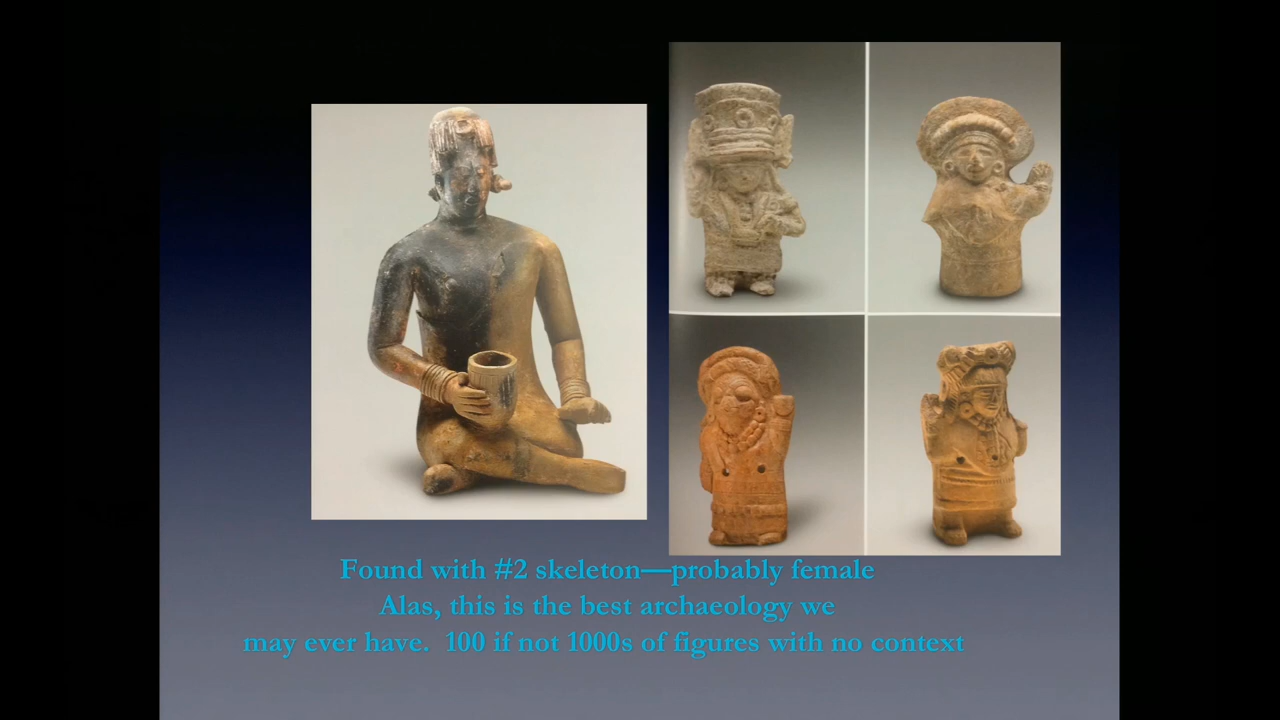 Found with #2 skeleton—probably female
Alas, this is the best archaeology we
may ever have.  100 if not 1000s of figures with no context